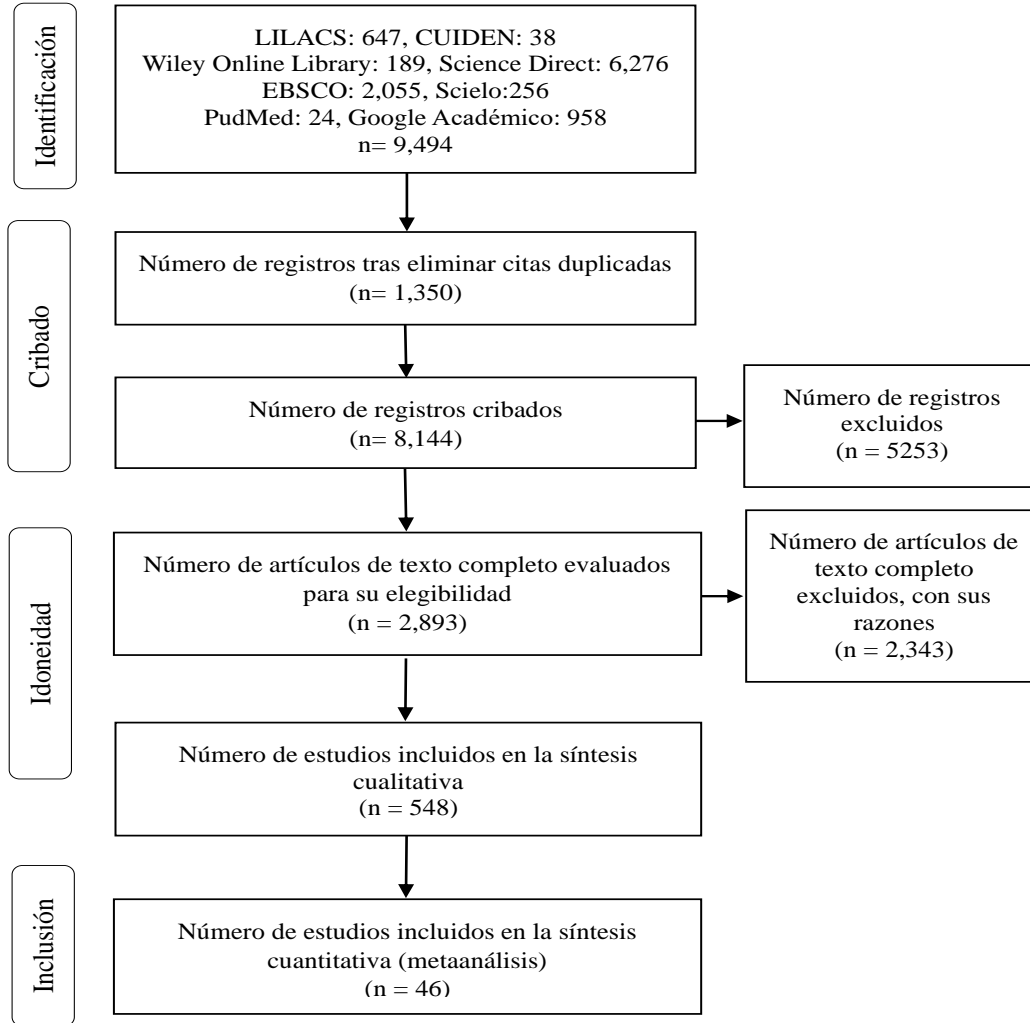 Identificación
LILACS: 647, CUIDEN: 38
Wiley Online Library: 189, Science Direct: 6,276
EBSCO: 2,055, Scielo:256
PudMed: 24, Google Académico: 958
n= 9,494
Cribado
Número de registros tras eliminar citas duplicadas
(n= 1,350)
Número de registros cribados
(n= 8,144)
Número de registros
excluidos
(n = 5253)
Idoneidad
Número de artículos de texto completo evaluados
para su elegibilidad
(n = 2,893)
Número de artículos de
texto completo
excluidos, con sus
razones
(n = 2,343)
Número de estudios incluidos en la síntesis
cualitativa
(n = 548)
Inclusión
Número de estudios incluidos en la síntesis
cuantitativa (metaanálisis)
(n = 46)